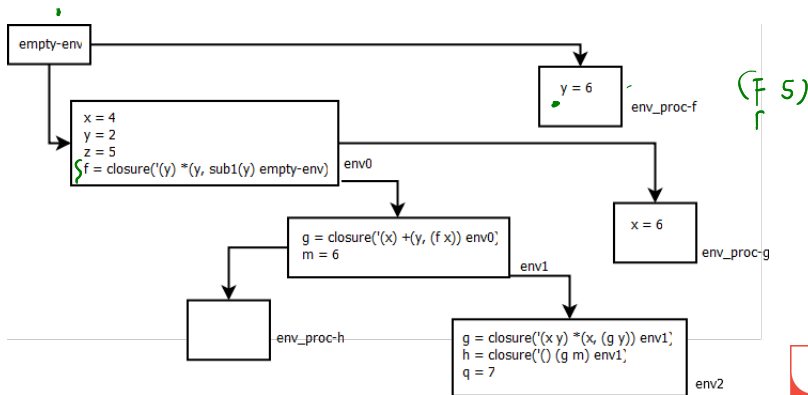 empty-env
y = 6
env_proc-f
(F 5)
x = 4
y = 2
z = 5
f = closure('(y) *(y, sub1(y) empty-env)
env0
x = 6
env_proc-g
g = closure('(x) +(y, (f x)) env0)
m = 6
env1
env_proc-h
g = closure('(x y) *(x, (g y)) env1)
h = closure('() (g m) env1)
q = 7
env2